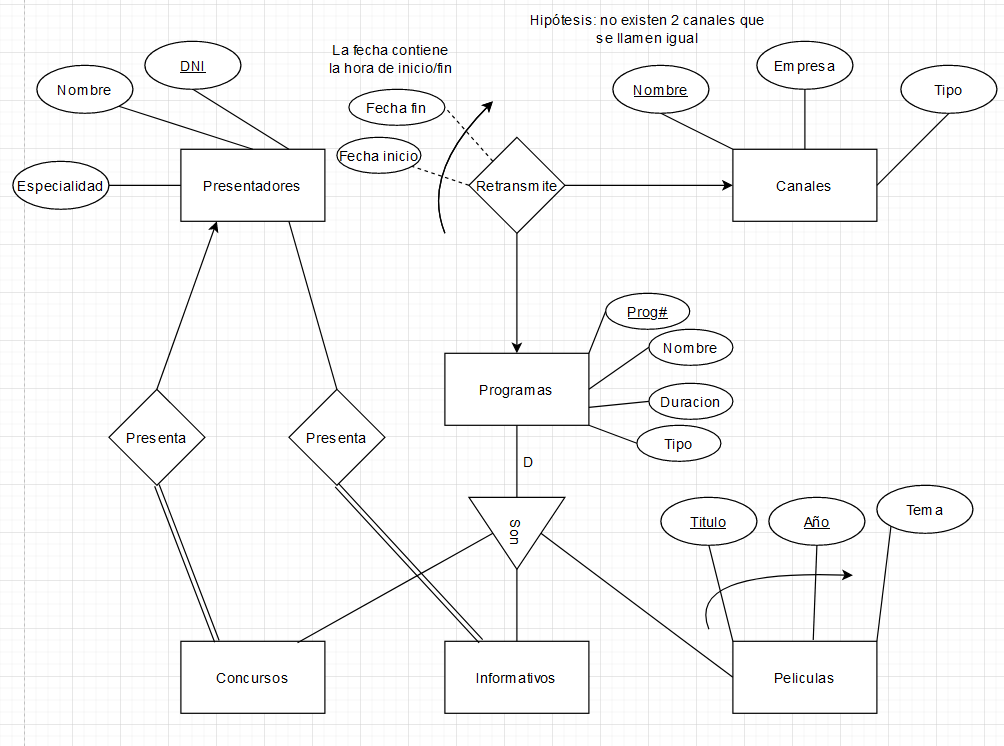 Hipótesis: no existen 2 canales que
se llamen igual
La fecha contiene
la hora de inicio/fin
DNI
Nombre
Especialidad
Presentadores
Fecha fin
Fecha inicio
Retransmite
Nombre
Empresa
Tipo
Canales
Prog#
Nombre
Duracion
Tipo
Programas
Presenta
Presenta
D
Son
Titulo
Año
Tema
Concursos
Informativos
Peliculas